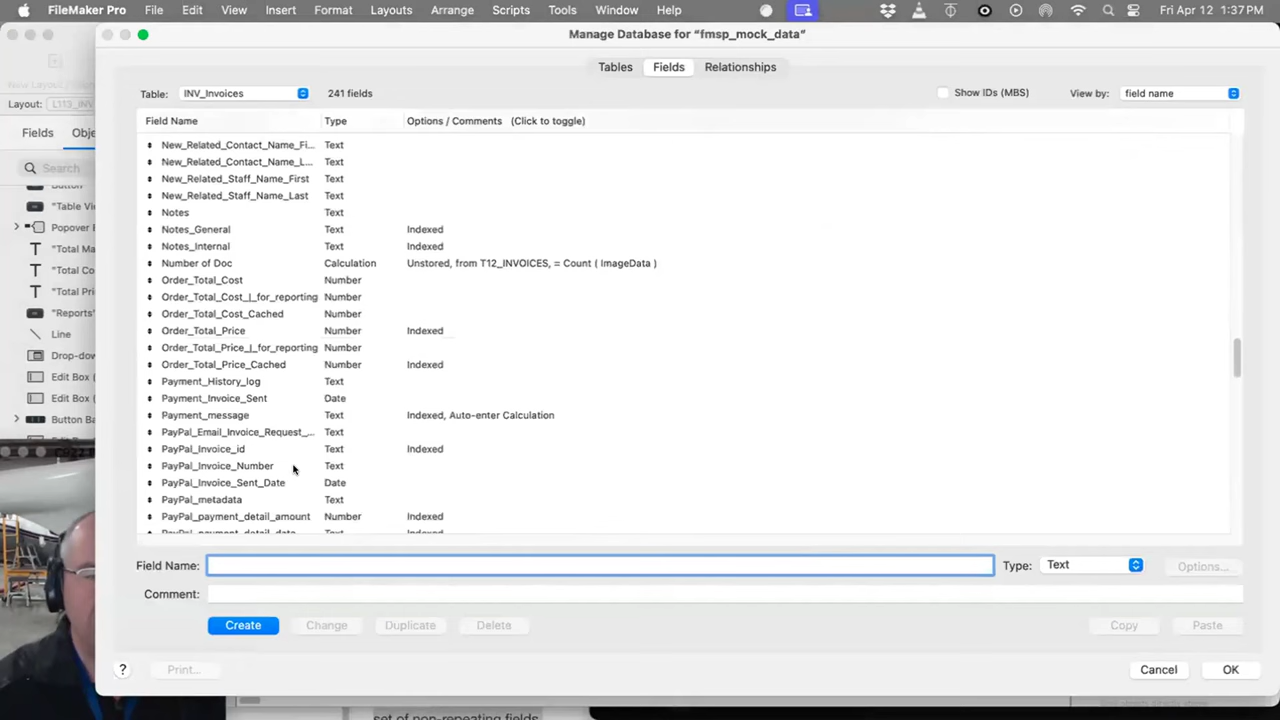 FileMaker Pro File Edit View Insert Format Layouts Arrange Scripts Tools Window Help Fri Apr 12 1:37 PM
Manage Database for “fmsp_mock_data”
Tables Fields Relationships
Layout: L113_INV
Table: INV_Invoices 241 fields Show IDs (MBS) View by: field name
Field Name Type Options / Comments (Click to toggle)
Fields Obje
Search
Button
"Table Vie
Popover B
"Total Ma
"Total Co
"Total Pri
"Reports"
Line
Drop-dow
Edit Box (
Edit Box (
Button Ba
New_Related_Contact_Name_Fi... Text
New_Related_Contact_Name_L... Text
New_Related_Staff_Name_First Text
New_Related_Staff_Name_Last Text
Notes Text
Notes_General Text Indexed
Notes_Internal Text Indexed
Number of Doc Calculation Unstored, from T12_INVOICES, = Count ( ImageData )
Order_Total_Cost Number
Order_Total_Cost_|_for_reporting Number
Order_Total_Cost_Cached Number
Order_Total_Price Number Indexed
Order_Total_Price_|_for_reporting Number
Order_Total_Price_Cached Number Indexed
Payment_History_log Text
Payment_Invoice_Sent Date
Payment_message Text Indexed, Auto-enter Calculation
PayPal_Email_Invoice_Request_... Text
PayPal_Invoice_id Text Indexed
PayPal_Invoice_Number Text
PayPal_Invoice_Sent_Date Date
PayPal_metadata Text
PayPal_payment_detail_amount Number Indexed
PayPal_payment_detail_date Text Indexed
Field Name: Type: Text Options...
Comment:
Create Change Duplicate Delete Copy Paste
? Print... Cancel OK
set of non-repeating fields